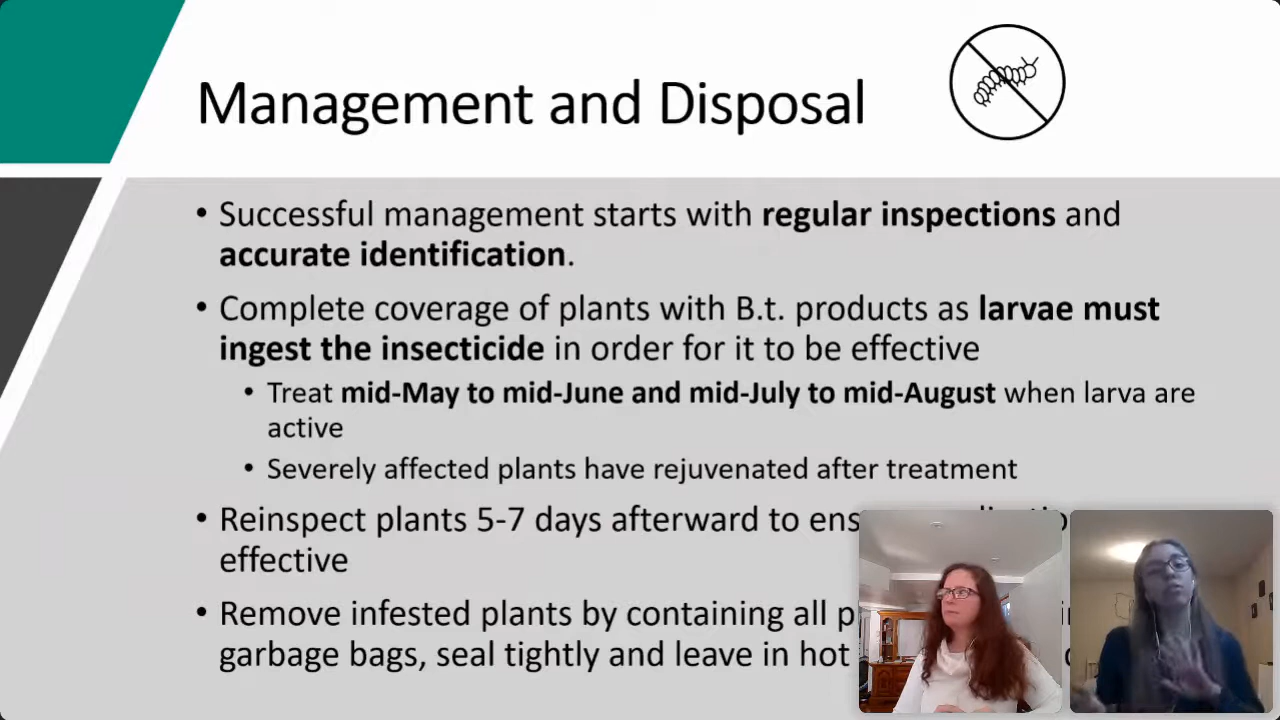 Management and Disposal
• Successful management starts with regular inspections and
accurate identification.
• Complete coverage of plants with B.t. products as larvae must
ingest the insecticide in order for it to be effective
• Treat mid-May to mid-June and mid-July to mid-August when larva are
active
• Severely affected plants have rejuvenated after treatment
• Reinspect plants 5-7 days afterward to
effective
• Remove infested plants by containing all
garbage bags, seal tightly and leave in hot